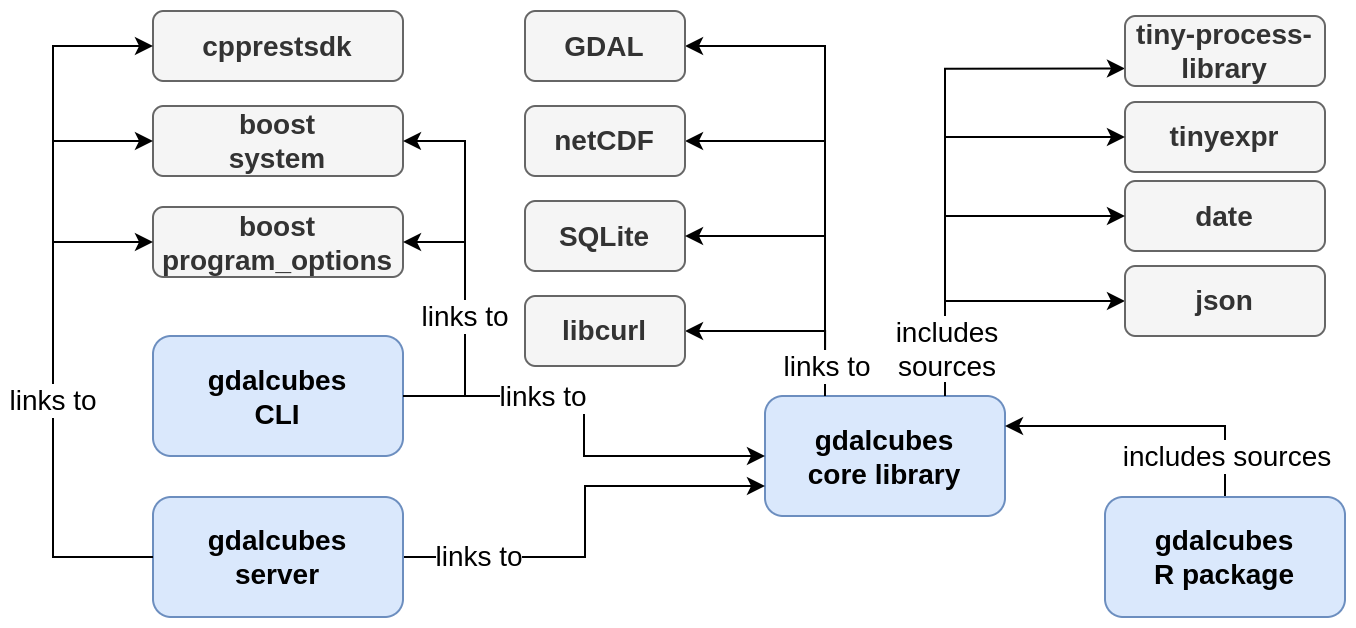 cpprestsdk
boost
system
boost
program_options
links to
gdalcubes
CLI
links to
links to
gdalcubes
server
links to
GDAL
netCDF
SQLite
libcurl
links to
includes
sources
tiny-process-
library
tinyexpr
date
json
gdalcubes
core library
includes sources
gdalcubes
R package